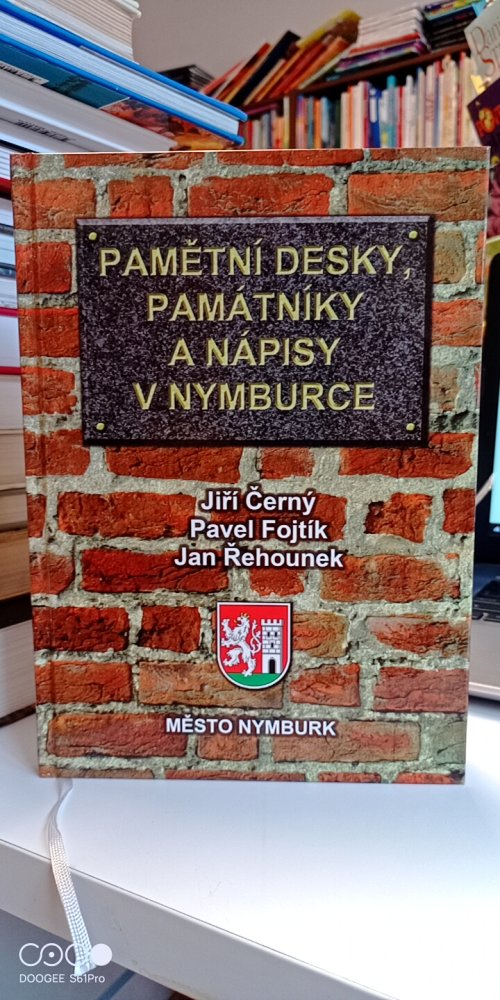 PAMĚTNÍ DESKY,
PAMÁTNÍKY
A NÁPISY
V NYMBURCE
Jiří Černý
Pavel Fojtík
Jan Řehounek
MĚSTO NYMBURK
DOOGEE S61Pro